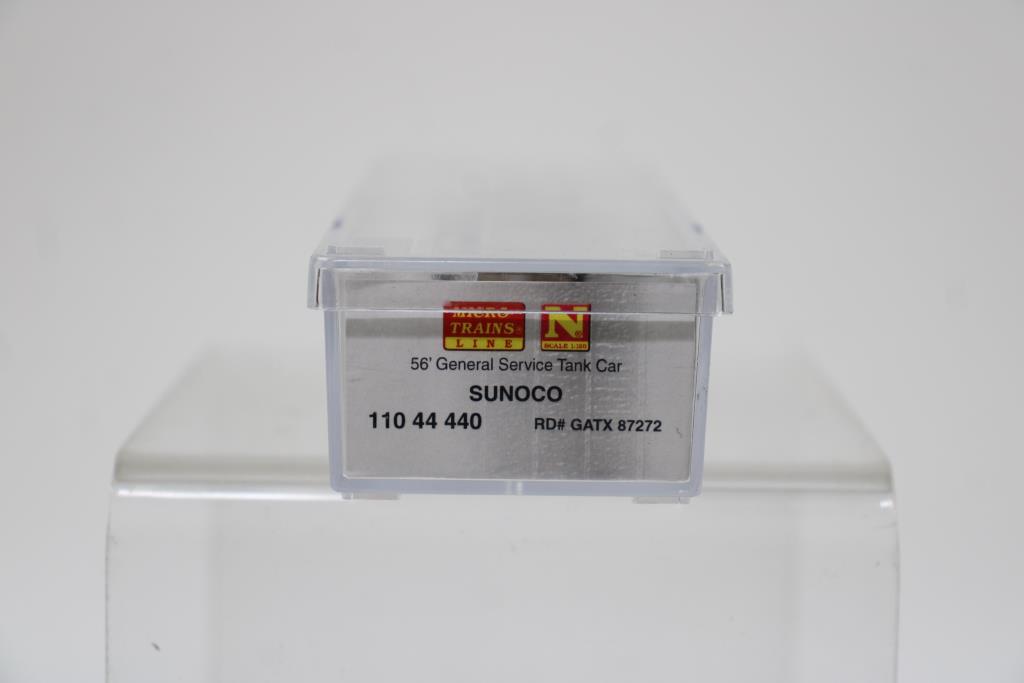 MICRO-
TRAINS®
LINE
N®
SCALE 1:160
56' General Service Tank Car
SUNOCO
110 44 440 RD# GATX 87272